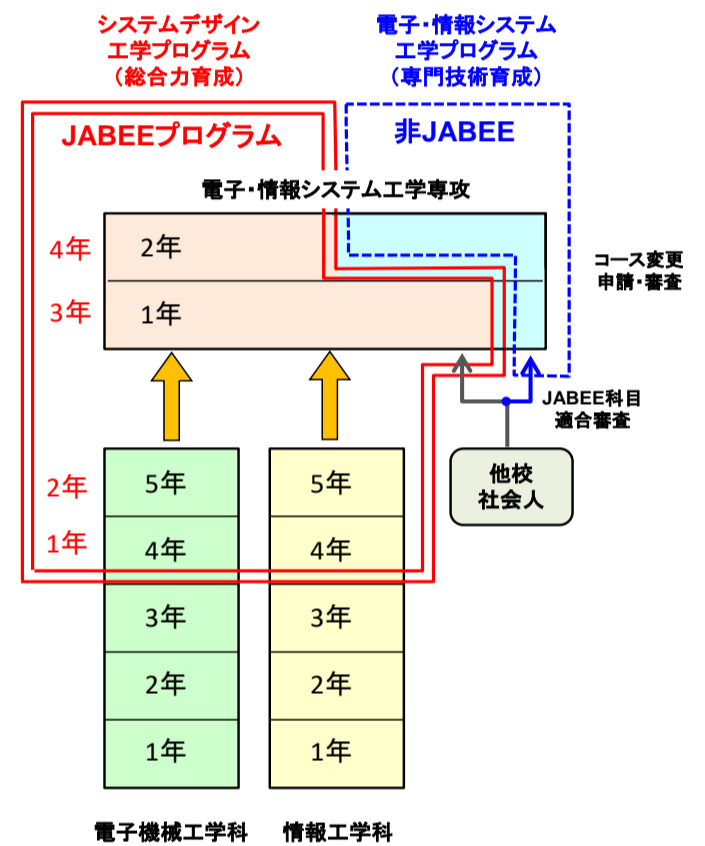 システムデザイン
工学プログラム
（総合力育成）
電子・情報システム
工学プログラム
（専門技術育成）
JABEEプログラム
非JABEE
電子・情報システム工学専攻
4年
2年
3年
1年
コース変更
申請・審査
JABEE科目
適合審査
他校
社会人
2年
5年
5年
1年
4年
4年
3年
3年
2年
2年
1年
1年
電子機械工学科
情報工学科